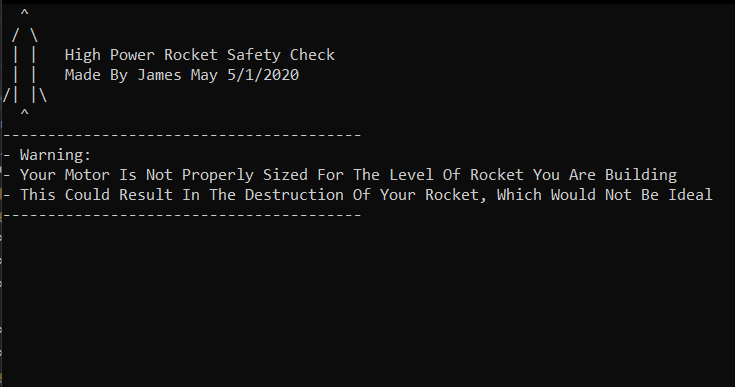 ^
/ \
| |   High Power Rocket Safety Check
| |   Made By James May 5/1/2020
/| |\
^
----------------------------------------
- Warning:
- Your Motor Is Not Properly Sized For The Level Of Rocket You Are Building
- This Could Result In The Destruction Of Your Rocket, Which Would Not Be Ideal
----------------------------------------